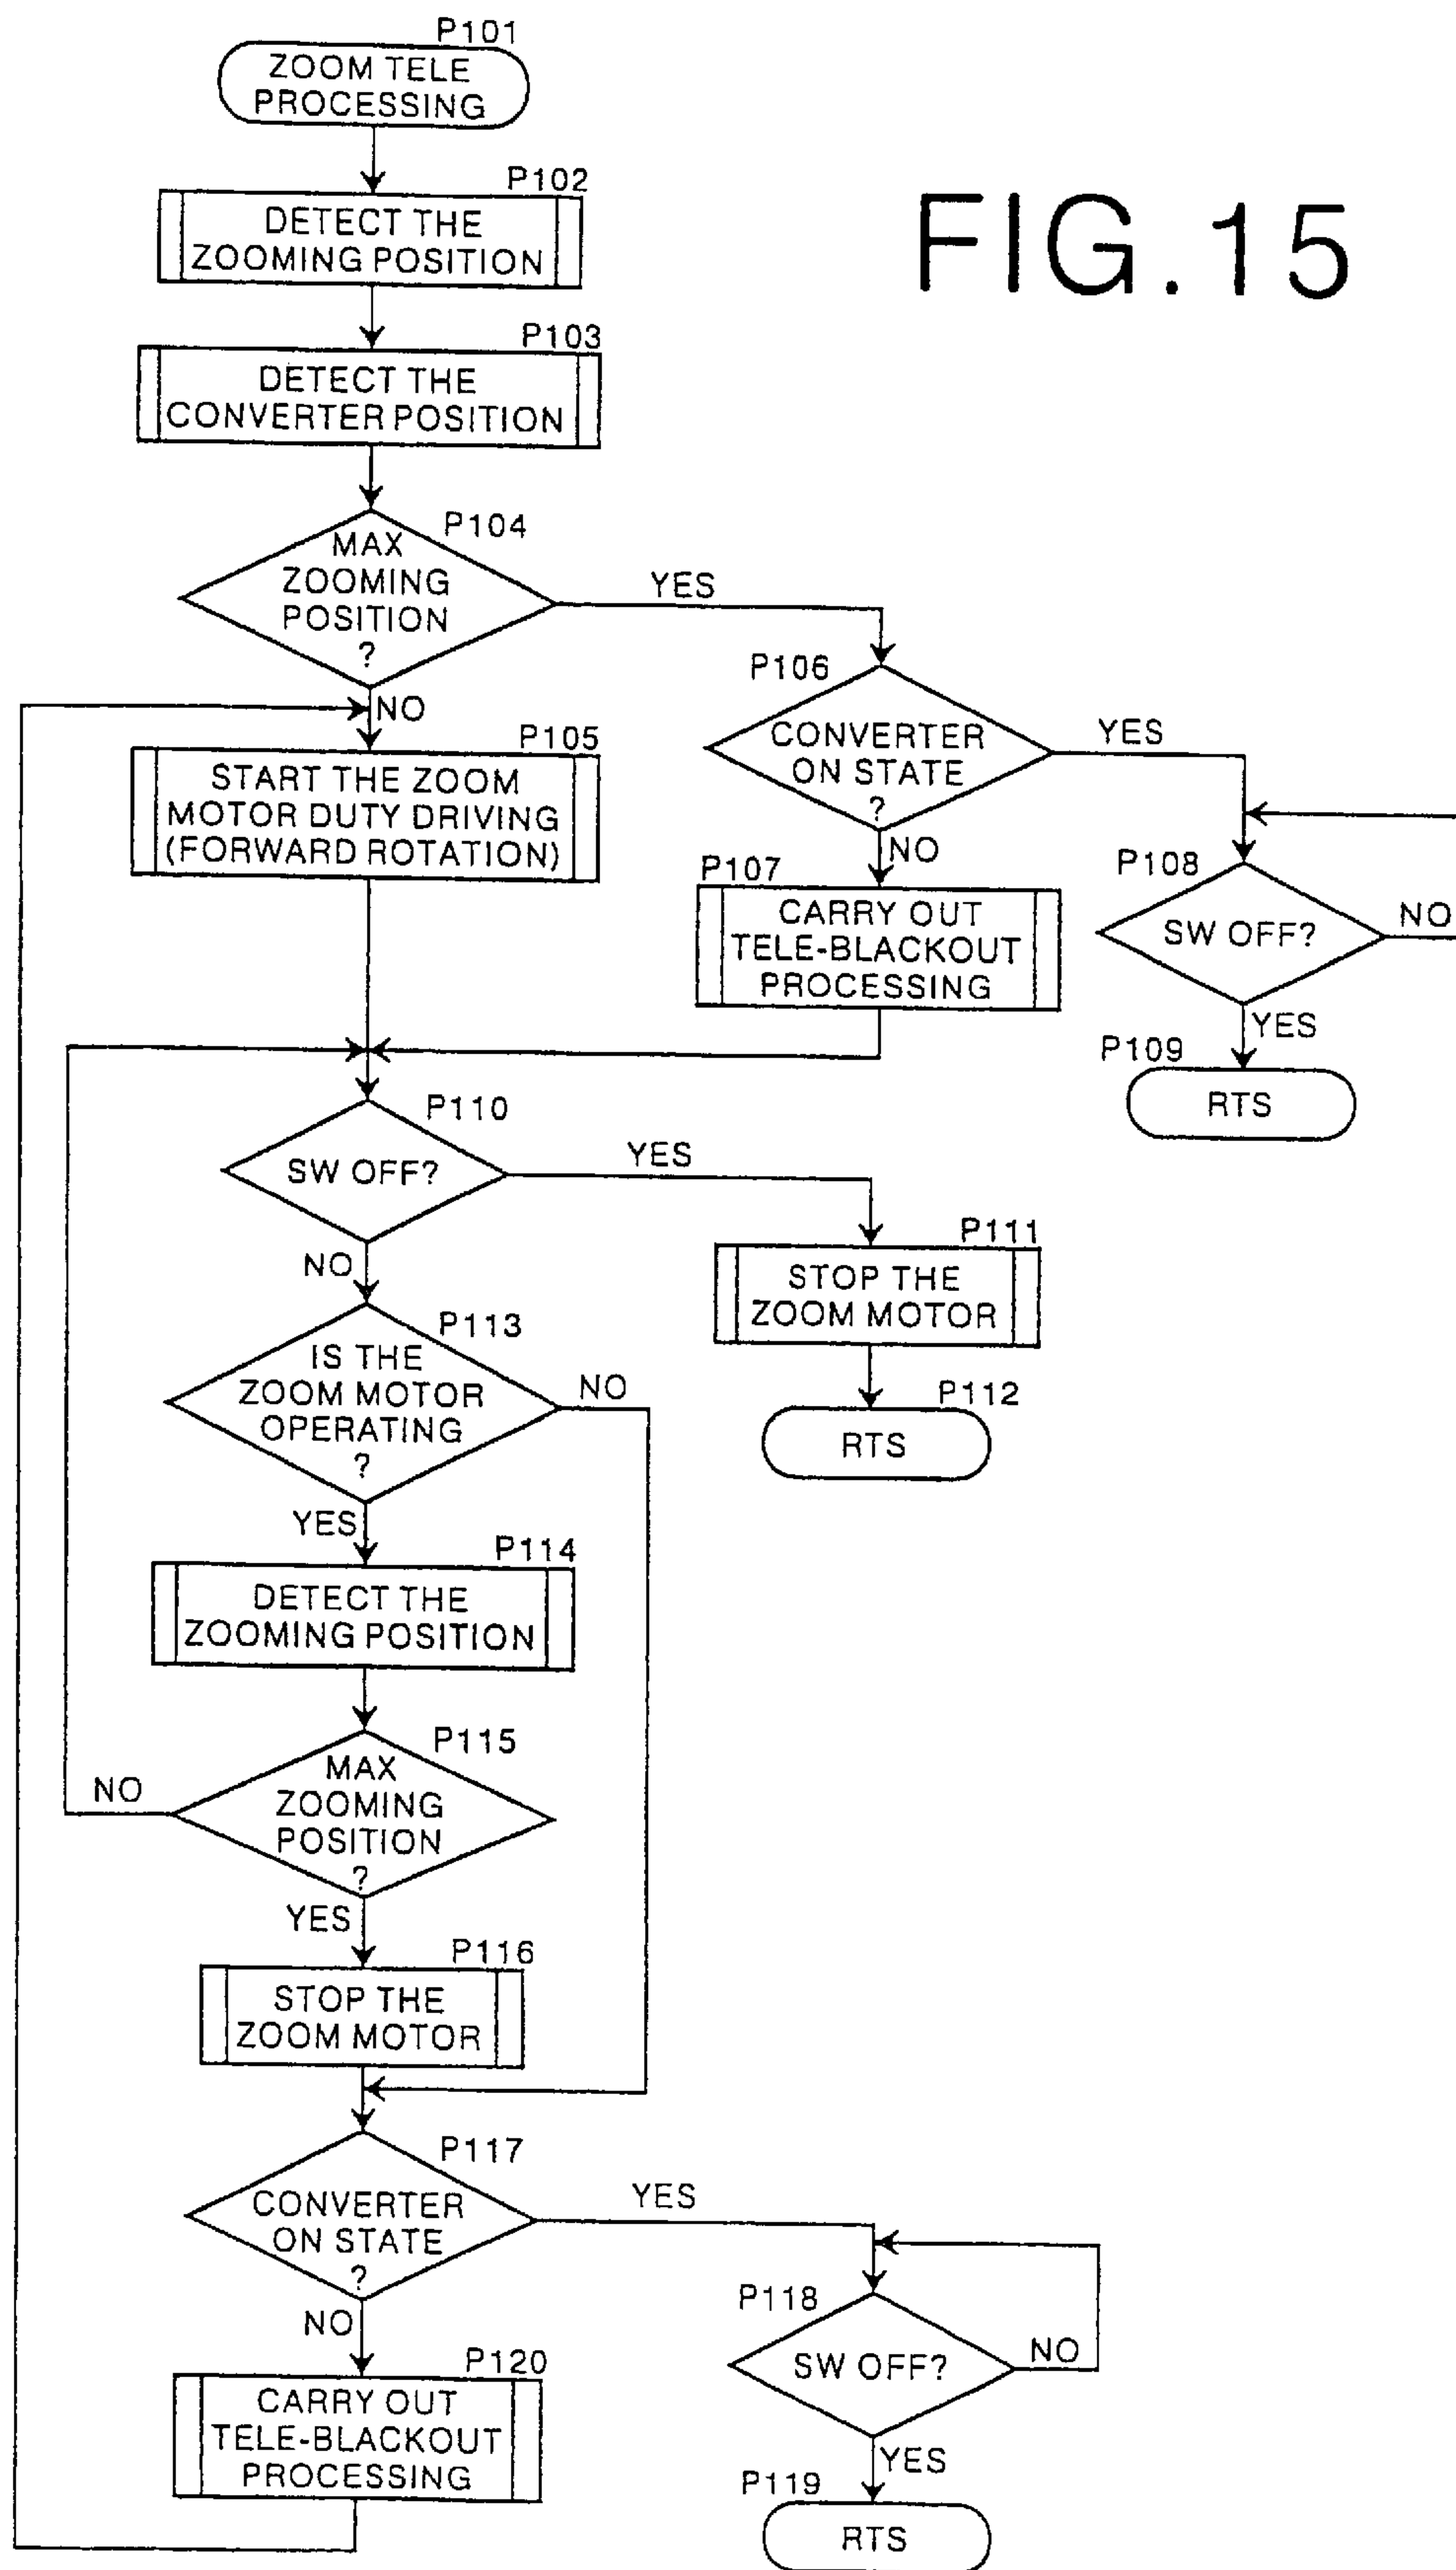 P101
ZOOM TELE
PROCESSING
FIG.15
P102
DETECT THE
ZOOMING POSITION
P103
DETECT THE
CONVERTER POSITION
P104
MAX
ZOOMING
POSITION
?
YES
NO
P105
START THE ZOOM
MOTOR DUTY DRIVING
(FORWARD ROTATION)
P106
CONVERTER
ON STATE
?
YES
NO
P107
CARRY OUT
TELE-BLACKOUT
PROCESSING
P108
SW OFF?
NO
YES
P109
RTS
P110
SW OFF?
YES
NO
P111
STOP THE
ZOOM MOTOR
P112
RTS
P113
IS THE
ZOOM MOTOR
OPERATING
?
NO
YES
P114
DETECT THE
ZOOMING POSITION
P115
MAX
ZOOMING
POSITION
?
NO
YES
P116
STOP THE
ZOOM MOTOR
P117
CONVERTER
ON STATE
?
YES
NO
P118
SW OFF?
NO
YES
P119
RTS
P120
CARRY OUT
TELE-BLACKOUT
PROCESSING